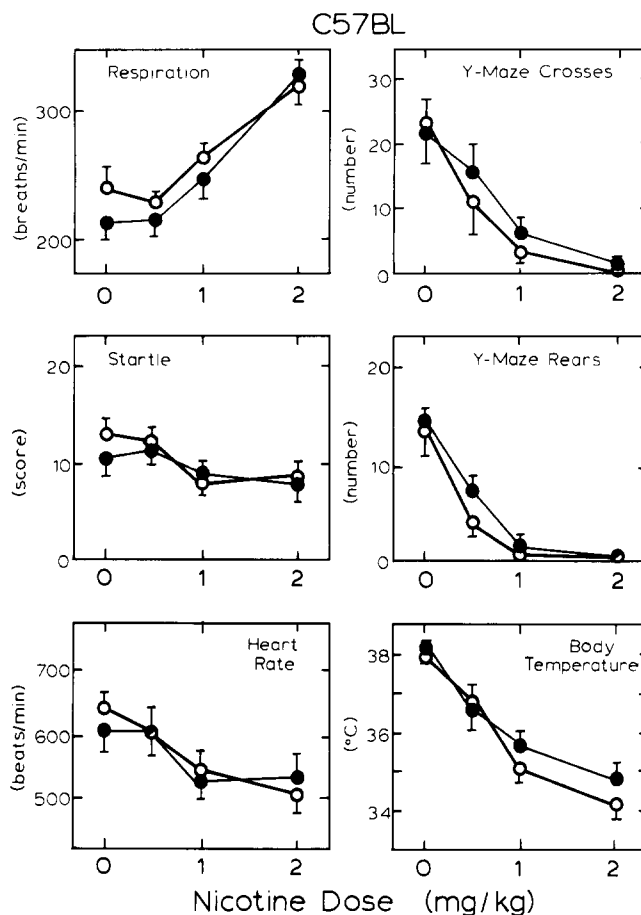 C57BL
Respiration
(breaths/min)
300
200
0 1 2
Y-Maze Crosses
(number)
30
20
10
0
0 1 2
Startle
(score)
20
10
0
0 1 2
Y-Maze Rears
(number)
20
10
0
0 1 2
Heart
Rate
(beats/min)
700
600
500
0 1 2
Body
Temperature
(°C)
38
36
34
0 1 2
Nicotine Dose (mg/kg)